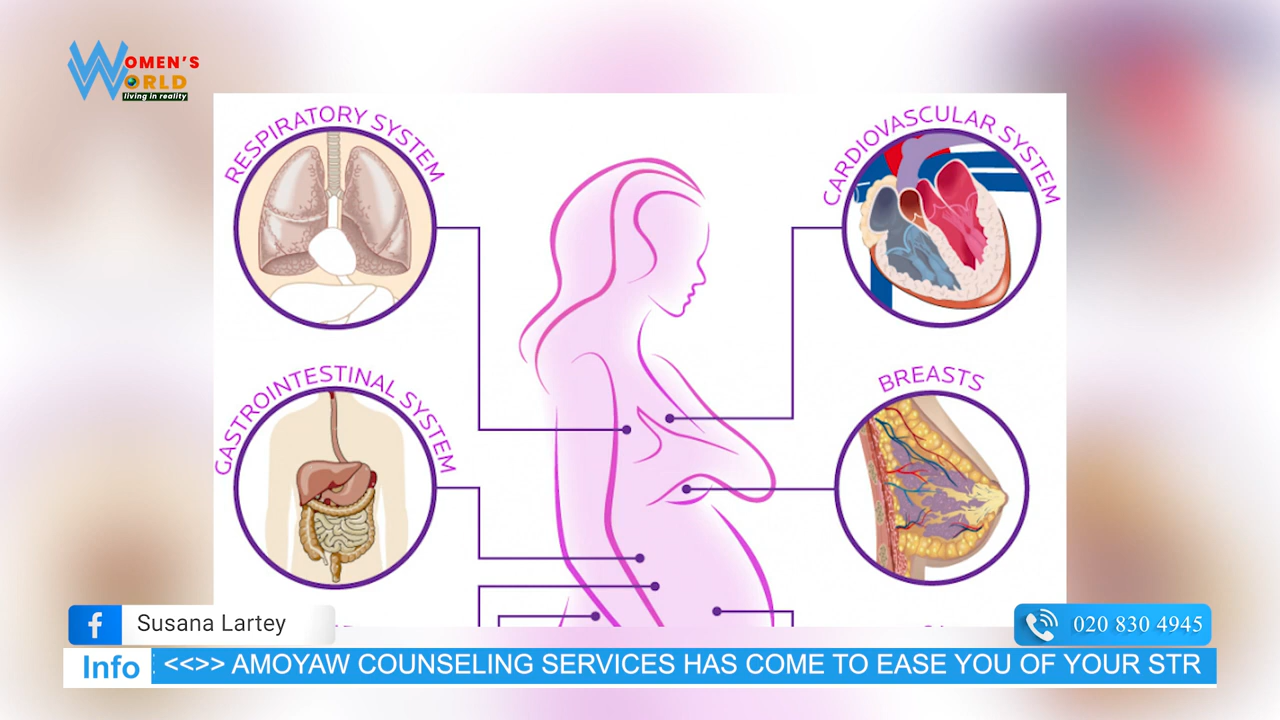 WOMEN'S
WORLD
living in reality
RESPIRATORY SYSTEM
CARDIOVASCULAR SYSTEM
GASTROINTESTINAL SYSTEM
BREASTS
f Susana Lartey
020 830 4945
Info <<>> AMOYAW COUNSELING SERVICES HAS COME TO EASE YOU OF YOUR STR